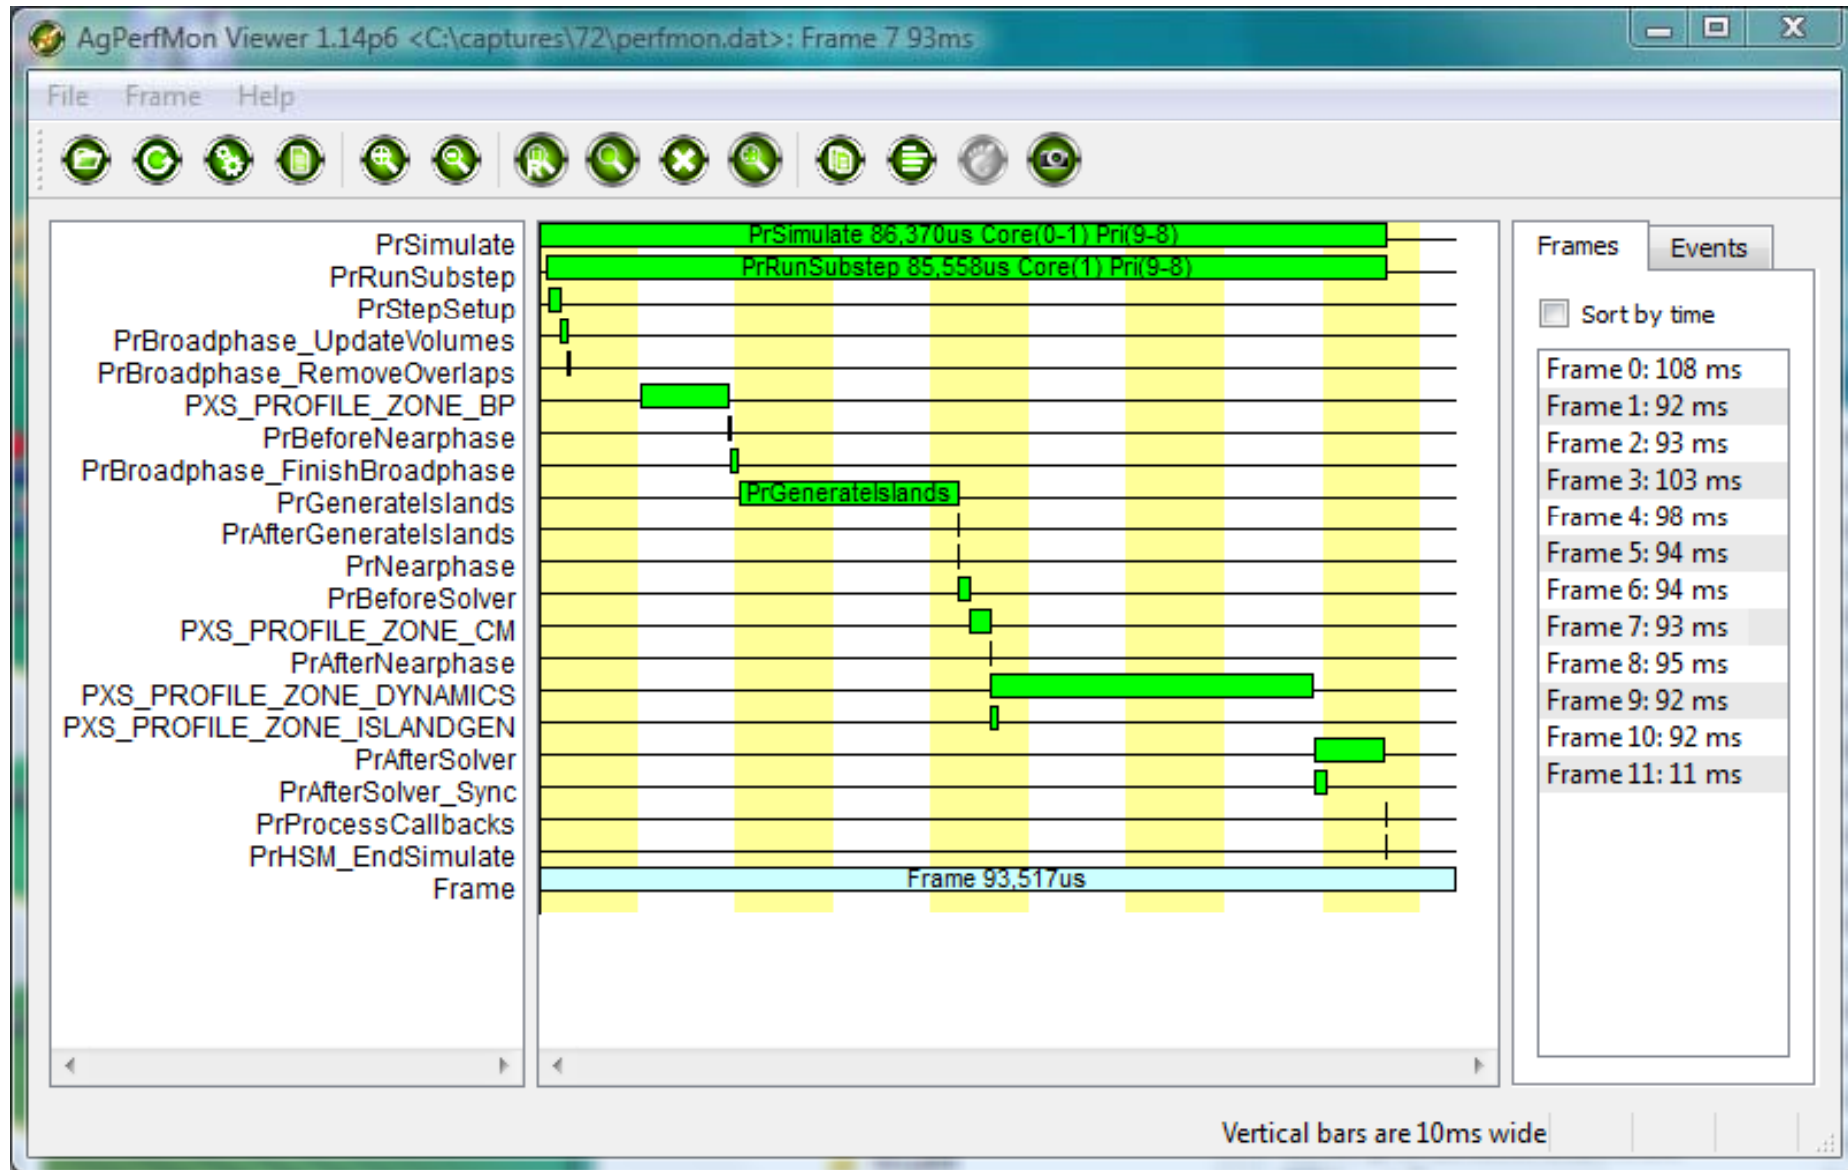 AgPerfMon Viewer 1.14p6 <C:\captures\72\perfmon.dat>: Frame 7 93ms
File Frame Help
PrSimulate
PrRunSubstep
PrStepSetup
PrBroadphase_UpdateVolumes
PrBroadphase_RemoveOverlaps
PXS_PROFILE_ZONE_BP
PrBeforeNearphase
PrBroadphase_FinishBroadphase
PrGenerateIslands
PrAfterGenerateIslands
PrNearphase
PrBeforeSolver
PXS_PROFILE_ZONE_CM
PrAfterNearphase
PXS_PROFILE_ZONE_DYNAMICS
PXS_PROFILE_ZONE_ISLANDGEN
PrAfterSolver
PrAfterSolver_Sync
PrProcessCallbacks
PrHSM_EndSimulate
Frame
PrSimulate 86,370us Core(0-1) Pri(9-8)
PrRunSubstep 85,558us Core(1) Pri(9-8)
PrGenerateIslands
Frame 93,517us
Frames Events
Sort by time
Frame 0: 108 ms
Frame 1: 92 ms
Frame 2: 93 ms
Frame 3: 103 ms
Frame 4: 98 ms
Frame 5: 94 ms
Frame 6: 94 ms
Frame 7: 93 ms
Frame 8: 95 ms
Frame 9: 92 ms
Frame 10: 92 ms
Frame 11: 11 ms
Vertical bars are 10ms wide